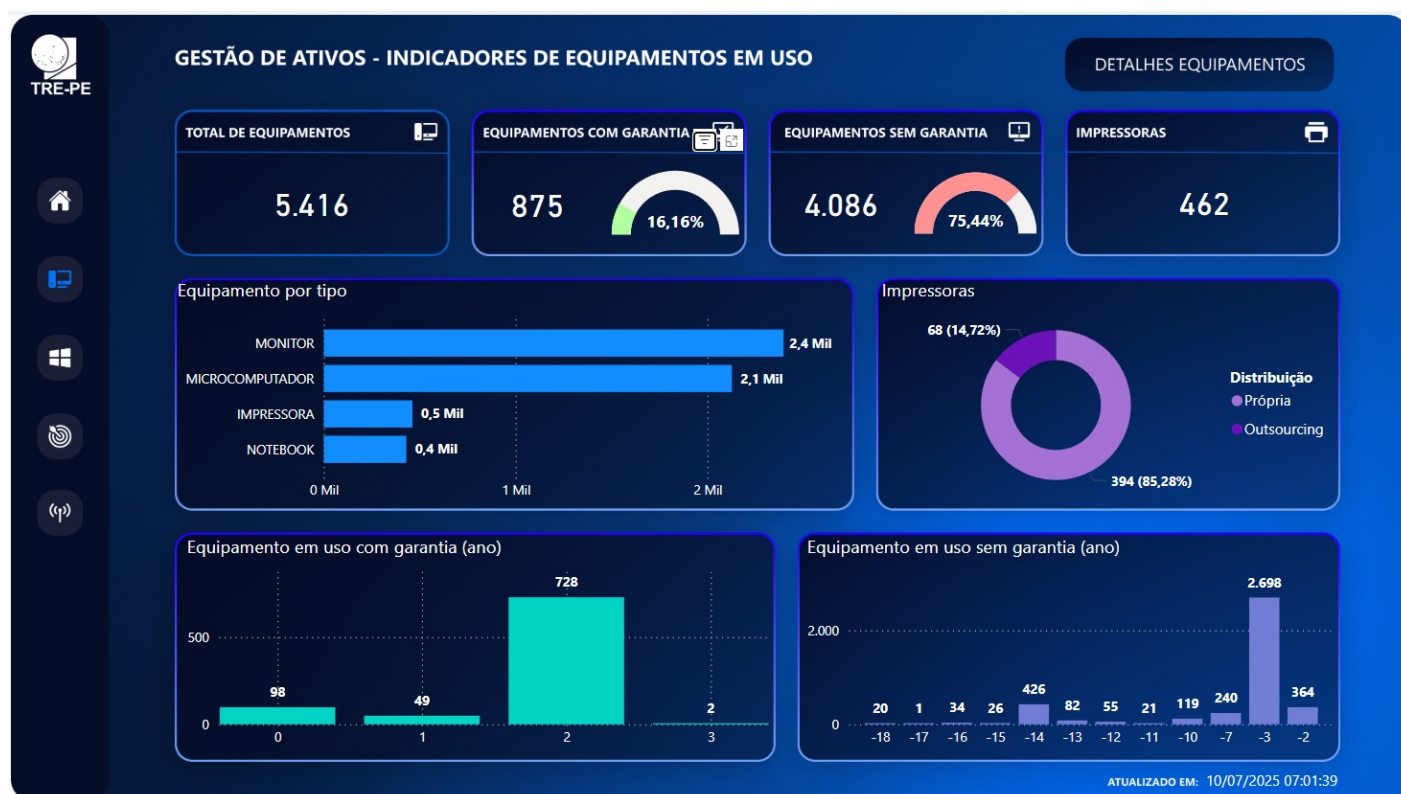 TRE-PE
GESTÃO DE ATIVOS - INDICADORES DE EQUIPAMENTOS EM USO
DETALHES EQUIPAMENTOS
TOTAL DE EQUIPAMENTOS
5.416
EQUIPAMENTOS COM GARANTIA
875
16,16%
EQUIPAMENTOS SEM GARANTIA
4.086
75,44%
IMPRESSORAS
462
Equipamento por tipo
MONITOR
2,4 Mil
MICROCOMPUTADOR
2,1 Mil
IMPRESSORA
0,5 Mil
NOTEBOOK
0,4 Mil
0 Mil 1 Mil 2 Mil
Impressoras
68 (14,72%)
394 (85,28%)
Distribuição
Própria
Outsourcing
Equipamento em uso com garantia (ano)
500
0
98 49 728 2
0 1 2 3
Equipamento em uso sem garantia (ano)
2.000
0
20 1 34 26 426 82 55 21 119 240 2.698 364
-18 -17 -16 -15 -14 -13 -12 -11 -10 -7 -3 -2
ATUALIZADO EM: 10/07/2025 07:01:39